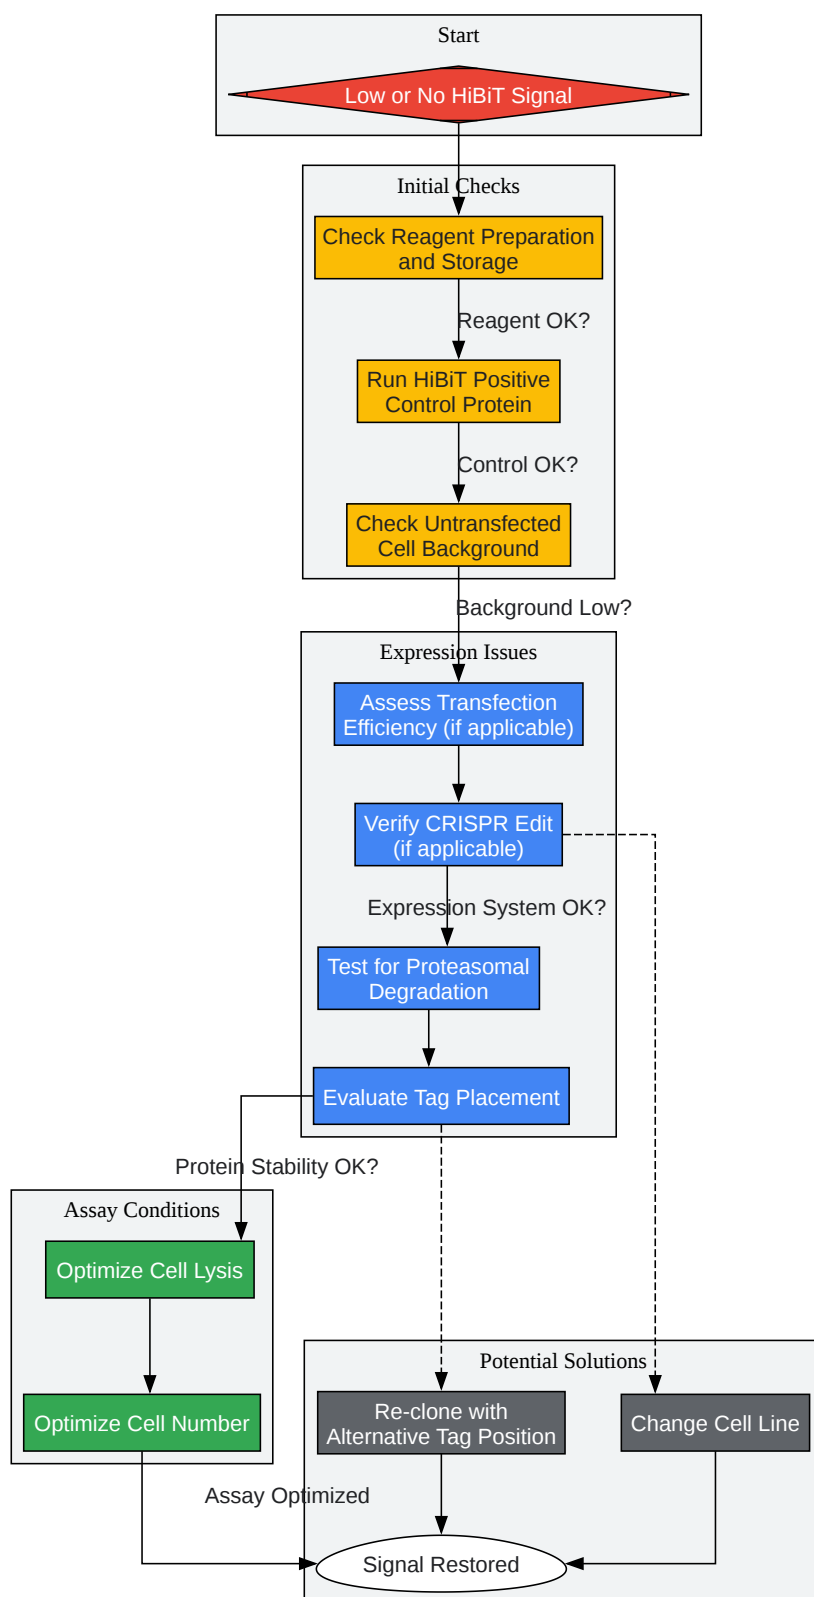 Start
Low or No HiBiT Signal
Initial Checks
Check Reagent Preparation
and Storage
Reagent OK?
Run HiBiT Positive
Control Protein
Control OK?
Check Untransfected
Cell Background
Background Low?
Expression Issues
Assess Transfection
Efficiency (if applicable)
Verify CRISPR Edit
(if applicable)
Expression System OK?
Test for Proteasomal
Degradation
Evaluate Tag Placement
Protein Stability OK?
Assay Conditions
Optimize Cell Lysis
Optimize Cell Number
Potential Solutions
Re-clone with
Alternative Tag Position
Change Cell Line
Assay Optimized
Signal Restored